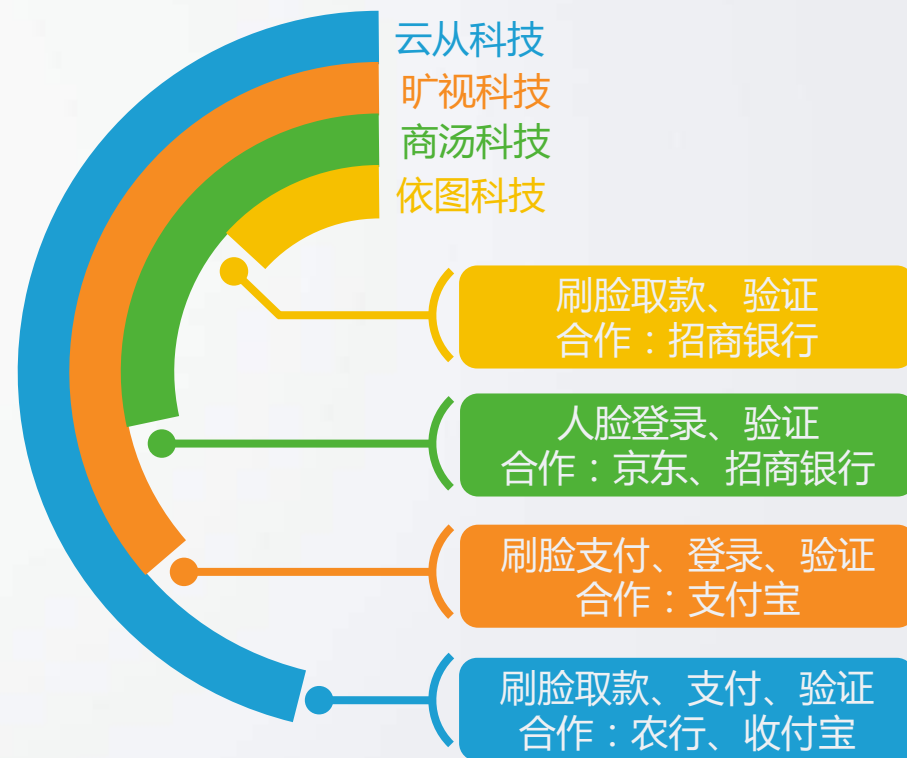 云从科技
旷视科技
商汤科技
依图科技
刷脸取款、验证
合作：招商银行
人脸登录、验证
合作：京东、招商银行
刷脸支付、登录、验证
合作：支付宝
刷脸取款、支付、验证
合作：农行、收付宝